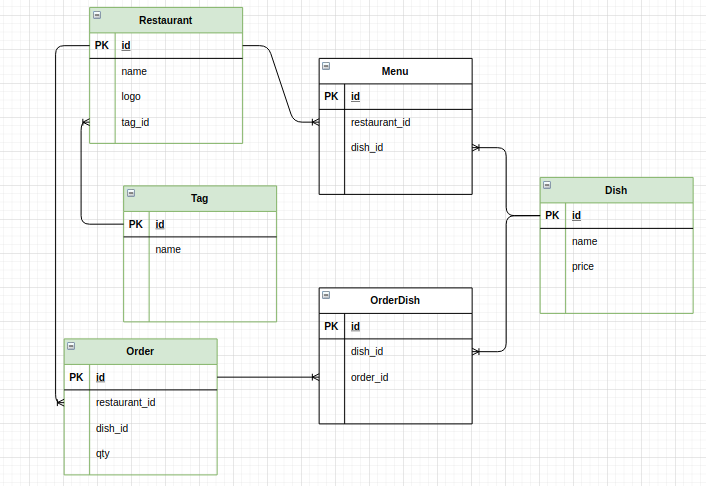 Restaurant
PK id
name
logo
tag_id
Menu
PK id
restaurant_id
dish_id
Tag
PK id
name
Dish
PK id
name
price
OrderDish
PK id
dish_id
order_id
Order
PK id
restaurant_id
dish_id
qty